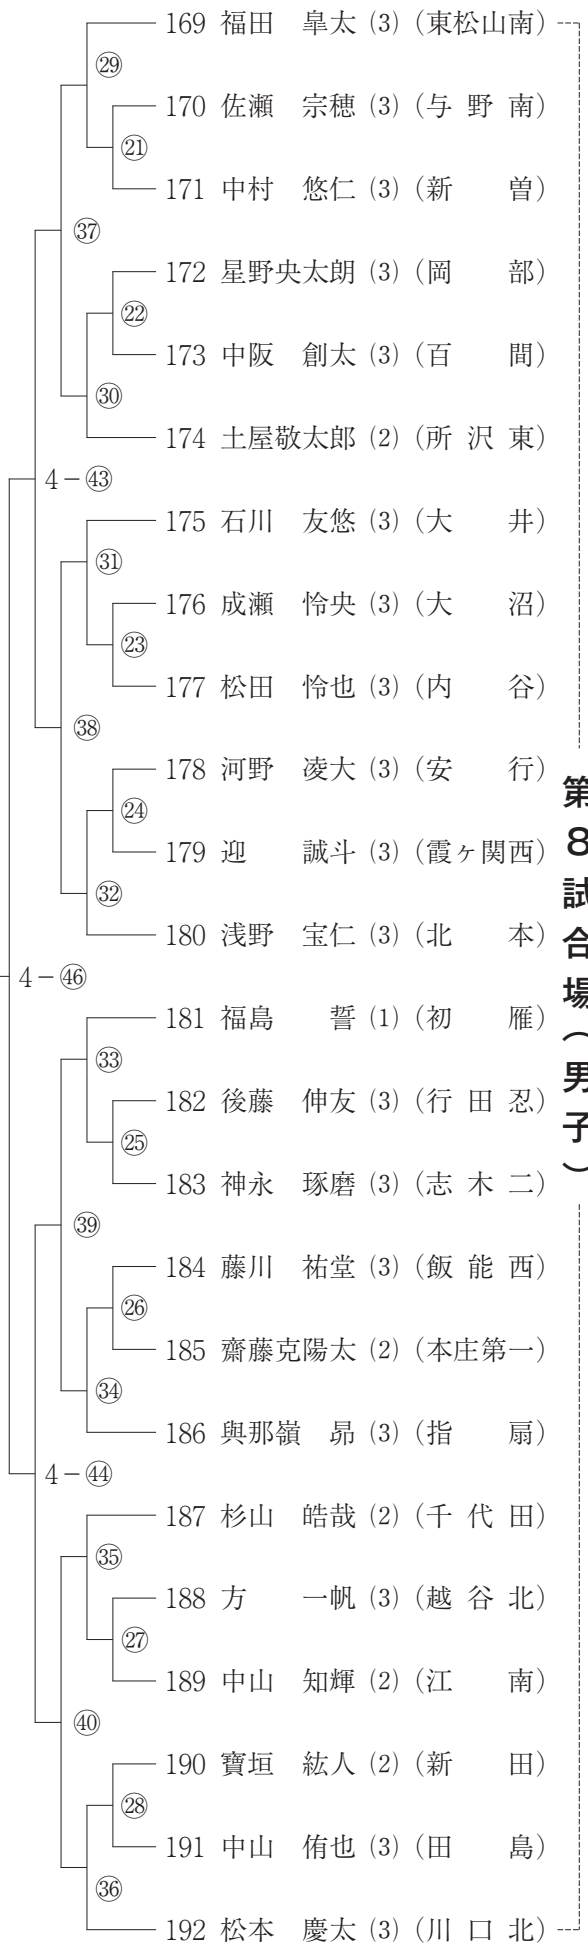 169 福田　皐太 (3) (東松山南)
㉙
170 佐瀬　宗穂 (3) (与 野 南)
㉑
171 中村　悠仁 (3) (新　　曽)
㊲
172 星野央太朗 (3) (岡　　部)
㉒
173 中阪　創太 (3) (百　　間)
㉚
174 土屋敬太郎 (2) (所 沢 東)
4－㊸
175 石川　友悠 (3) (大　　井)
㉛
176 成瀬　怜央 (3) (大　　沼)
㉓
177 松田　怜也 (3) (内　　谷)
㊳
178 河野　凌大 (3) (安　　行)
㉔
179 迎　　誠斗 (3) (霞ヶ関西)
㉜
180 浅野　宝仁 (3) (北　　本)
4－㊻
181 福島　　誓 (1) (初　　雁)
㉝
182 後藤　伸友 (3) (行 田 忍)
㉕
183 神永　琢磨 (3) (志 木 二)
㊴
184 藤川　祐堂 (3) (飯 能 西)
㉖
185 齋藤克陽太 (2) (本庄第一)
㉞
186 與那嶺　昴 (3) (指　　扇)
4－㊹
187 杉山　皓哉 (2) (千 代 田)
㉟
188 方　　一帆 (3) (越 谷 北)
㉗
189 中山　知輝 (2) (江　　南)
㊵
190 寶垣　紘人 (2) (新　　田)
㉘
191 中山　侑也 (3) (田　　島)
㊱
192 松本　慶太 (3) (川 口 北)
第８試合場（男子）